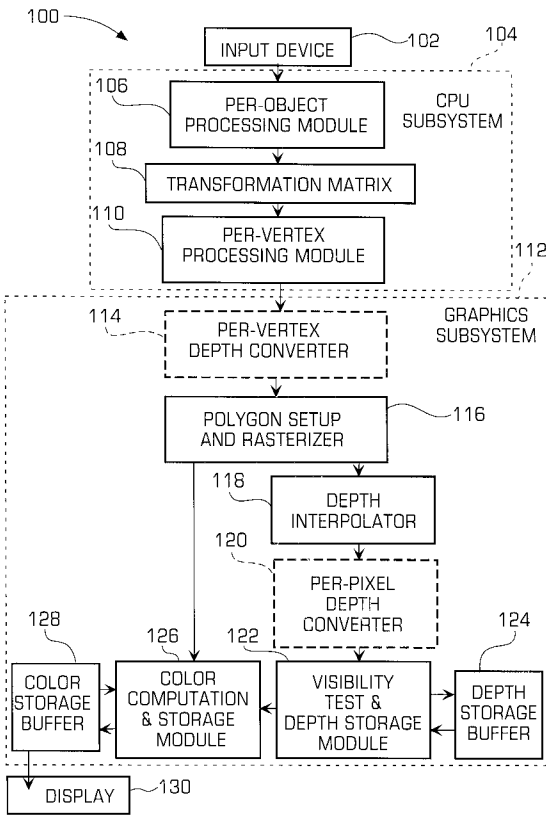 100
INPUT DEVICE
102
104
106
PER-OBJECT
PROCESSING MODULE
CPU
SUBSYSTEM
108
TRANSFORMATION MATRIX
110
PER-VERTEX
PROCESSING MODULE
112
GRAPHICS
SUBSYSTEM
114
PER-VERTEX
DEPTH CONVERTER
POLYGON SETUP
AND RASTERIZER
116
118
DEPTH
INTERPOLATOR
120
PER-PIXEL
DEPTH
CONVERTER
128
126
122
124
COLOR
STORAGE
BUFFER
COLOR
COMPUTATION
& STORAGE
MODULE
VISIBILITY
TEST &
DEPTH STORAGE
MODULE
DEPTH
STORAGE
BUFFER
DISPLAY
130